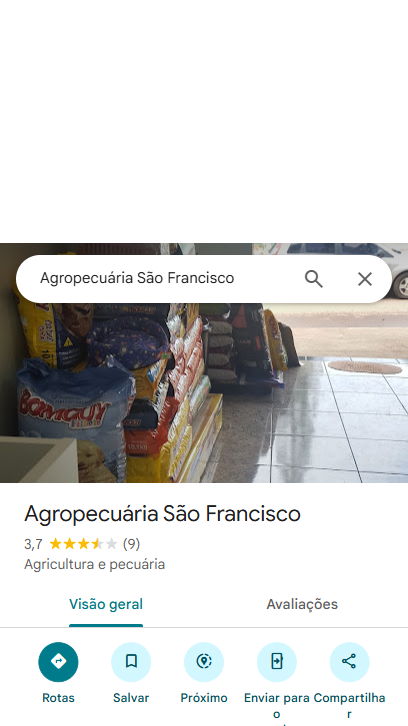 Agropecuária São Francisco
BOMGUY
Agropecuária São Francisco
3,7 (9)
Agricultura e pecuária
Visão geral
Avaliações
Rotas
Salvar
Próximo
Enviar para o
Compartilhar